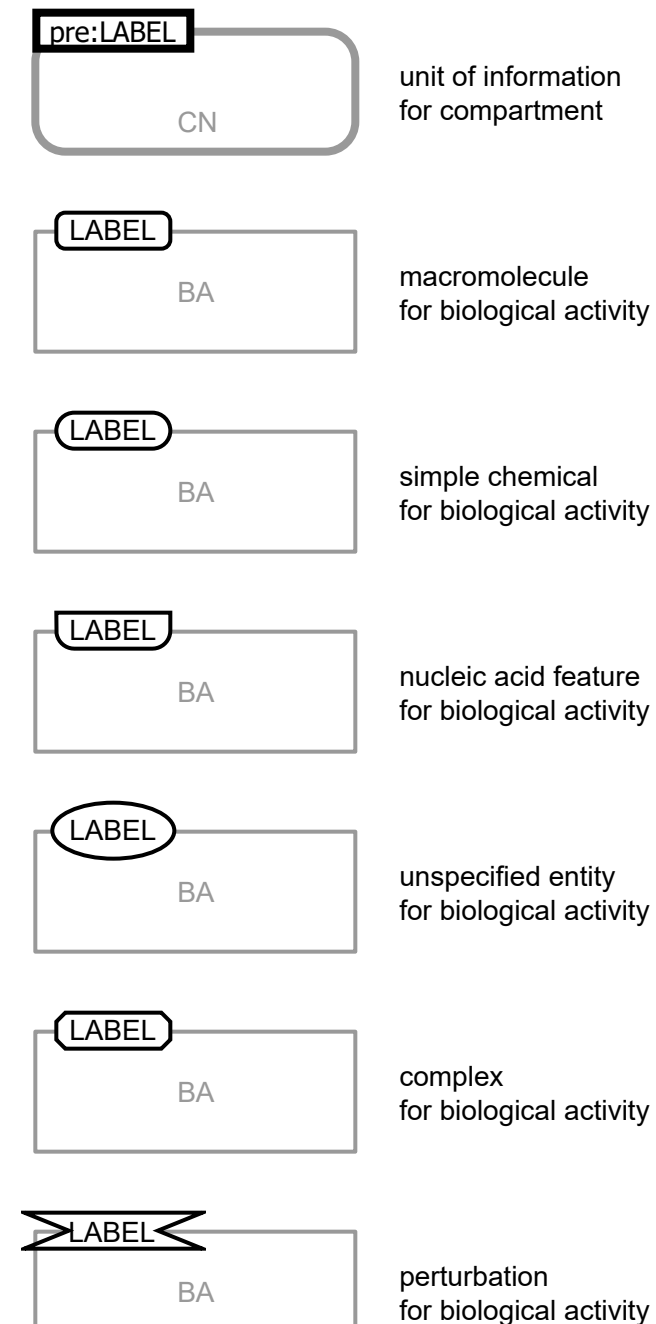 pre:LABEL
CN
unit of information
for compartment
LABEL
BA
macromolecule
for biological activity
LABEL
BA
simple chemical
for biological activity
LABEL
BA
nucleic acid feature
for biological activity
LABEL
BA
unspecified entity
for biological activity
LABEL
BA
complex
for biological activity
LABEL
BA
perturbation
for biological activity